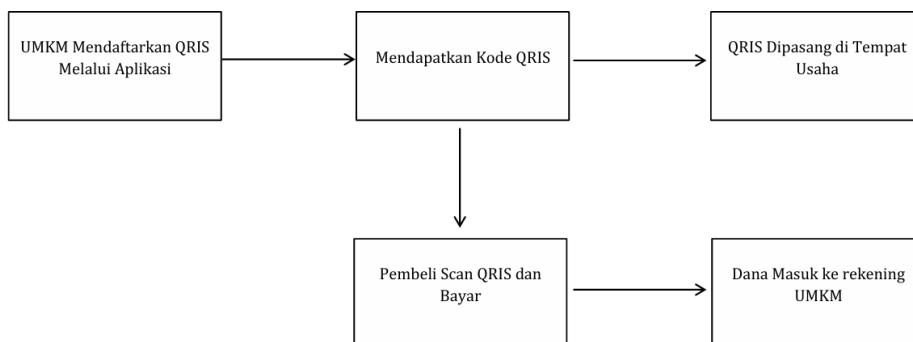 UMKM Mendaftarkan QRIS
Melalui Aplikasi
Mendapatkan Kode QRIS
QRIS Dipasang di Tempat
Usaha
Pembeli Scan QRIS dan
Bayar
Dana Masuk ke rekening
UMKM